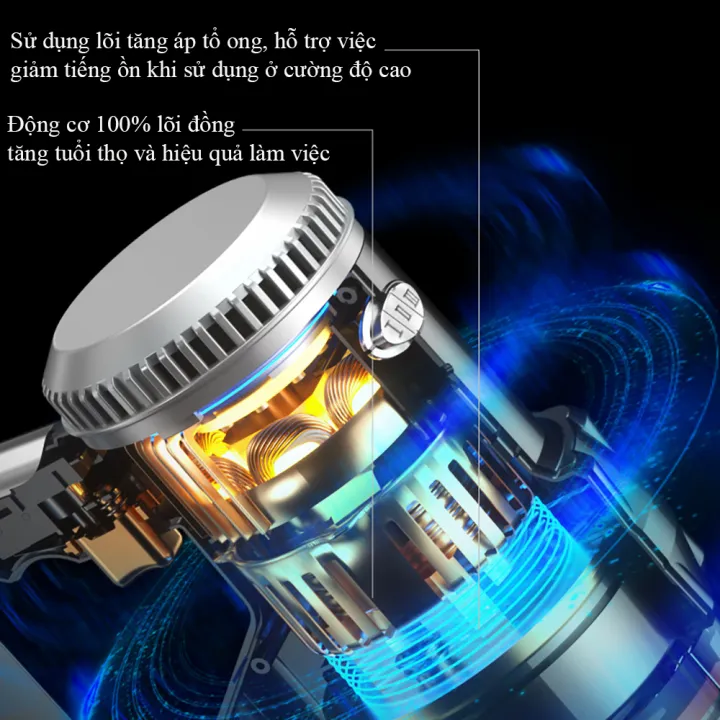 Sử dụng lõi tăng áp tổ ong, hỗ trợ việc
giảm tiếng ồn khi sử dụng ở cường độ cao
Động cơ 100% lõi đồng
tăng tuổi thọ và hiệu quả làm việc